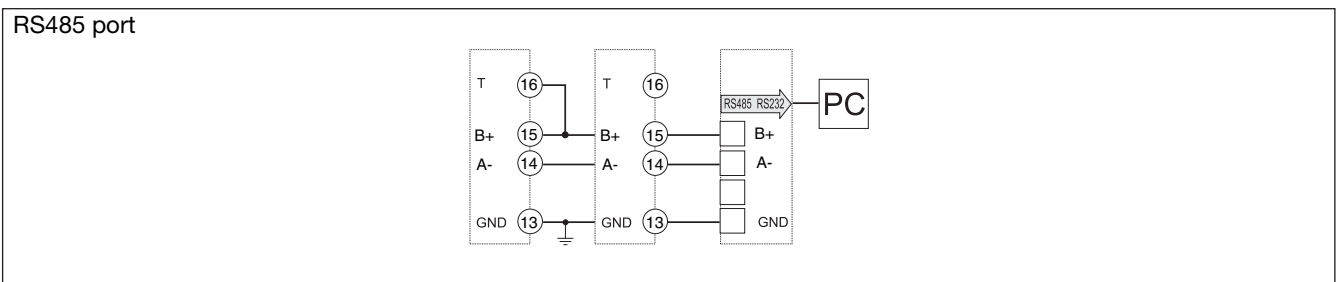 RS485 port
T 16 T 16
RS485 RS232 PC
B+ 15 B+ 15 B+
A- 14 A- 14 A-
GND 13 GND 13 GND